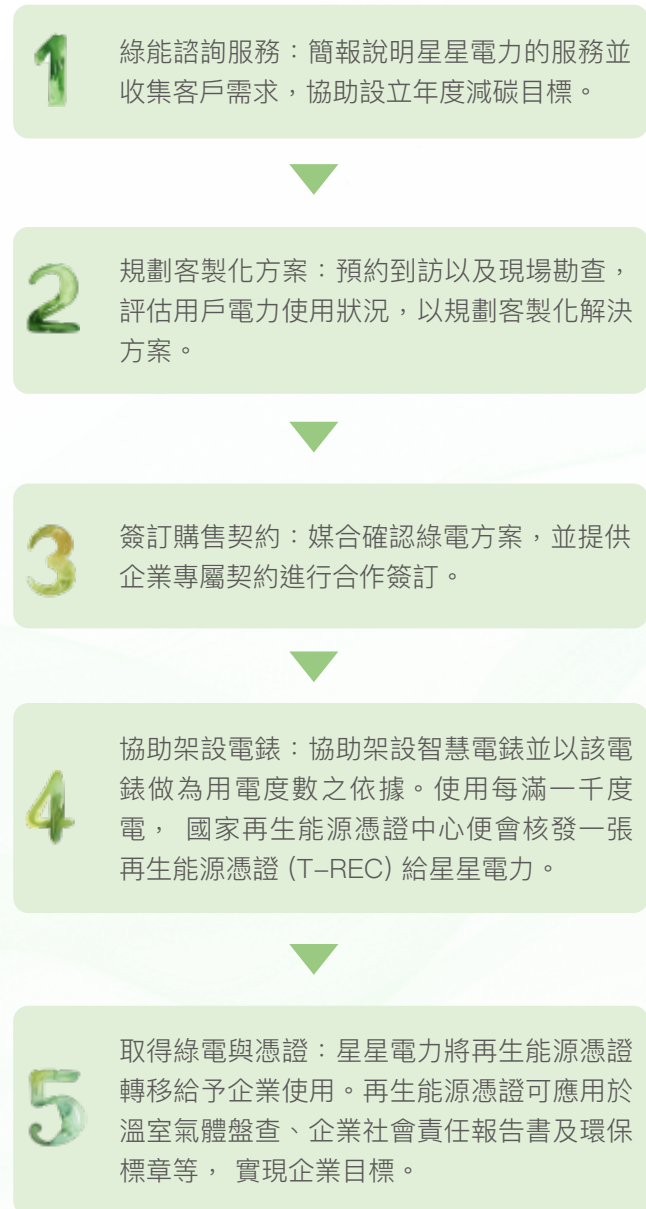 1
綠能諮詢服務：簡報說明星星電力的服務並
收集客戶需求，協助設立年度減碳目標。
2
規劃客製化方案：預約到訪以及現場勘查，
評估用戶電力使用狀況，以規劃客製化解決
方案。
3
簽訂購售契約：媒合確認綠電方案，並提供
企業專屬契約進行合作簽訂。
4
協助架設電錶：協助架設智慧電錶並以該電
錶做為用電度數之依據。使用每滿一千度
電， 國家再生能源憑證中心便會核發一張
再生能源憑證 (T–REC) 給星星電力。
5
取得綠電與憑證：星星電力將再生能源憑證
轉移給予企業使用。再生能源憑證可應用於
溫室氣體盤查、企業社會責任報告書及環保
標章等， 實現企業目標。